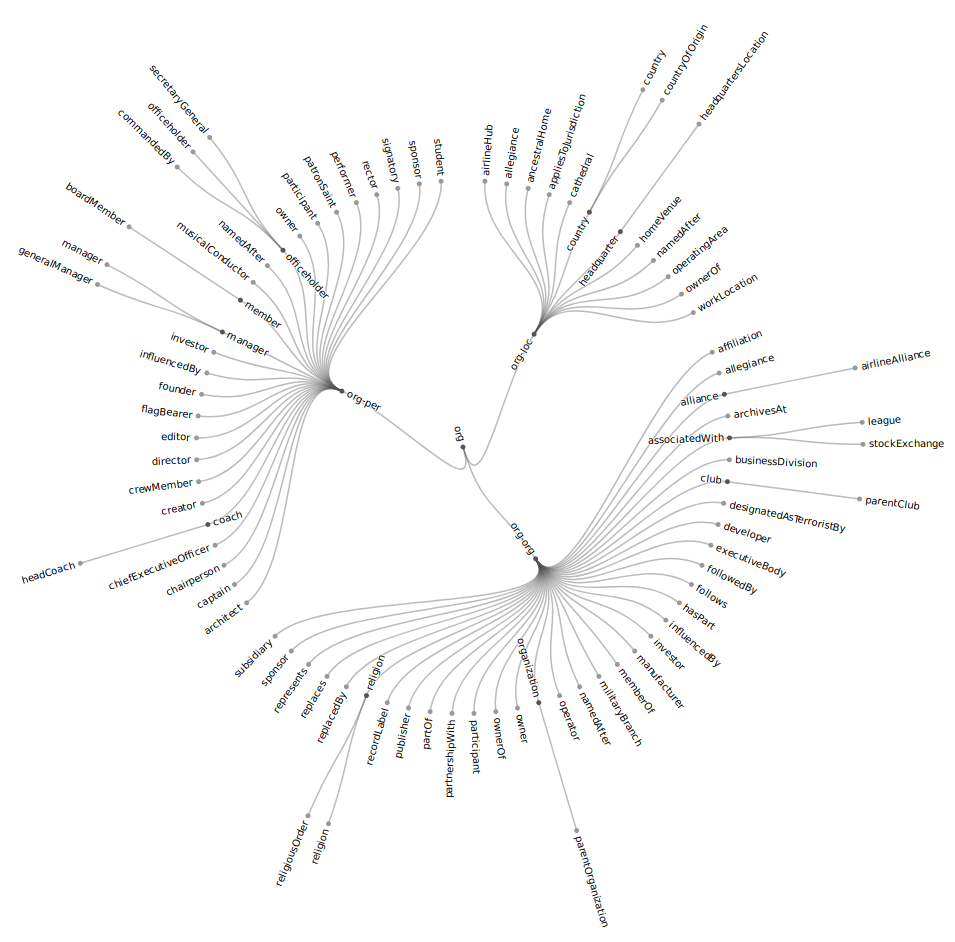 org
org-loc
airlineHub
allegiance
ancestralHome
appliesToJurisdiction
cathedral
country
country
countryOfOrigin
headquarter
headquartersLocation
homeVenue
namedAfter
operatingArea
ownerOf
workLocation
org-org
affiliation
allegiance
alliance
airlineAlliance
archivesAt
associatedWith
league
stockExchange
businessDivision
club
parentClub
designatedAsTerroristBy
developer
executiveBody
followedBy
follows
hasPart
influencedBy
investor
manufacturer
memberOf
militaryBranch
namedAfter
operator
organization
parentOrganization
owner
ownerOf
participant
partnershipWith
partOf
publisher
recordLabel
religion
religion
religiousOrder
replacedBy
replaces
represents
sponsor
subsidiary
org-per
architect
captain
chairperson
chiefExecutiveOfficer
coach
headCoach
creator
crewMember
director
editor
flagBearer
founder
influencedBy
investor
manager
generalManager
manager
member
boardMember
musicalConductor
namedAfter
officeholder
commandedBy
officeholder
secretaryGeneral
owner
participant
patronSaint
performer
rector
signatory
sponsor
student